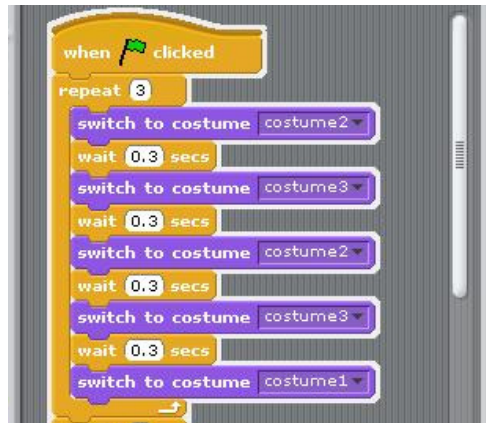 when clicked
repeat 3
switch to costume costume2
wait 0.3 secs
switch to costume costume3
wait 0.3 secs
switch to costume costume2
wait 0.3 secs
switch to costume costume3
wait 0.3 secs
switch to costume costume1